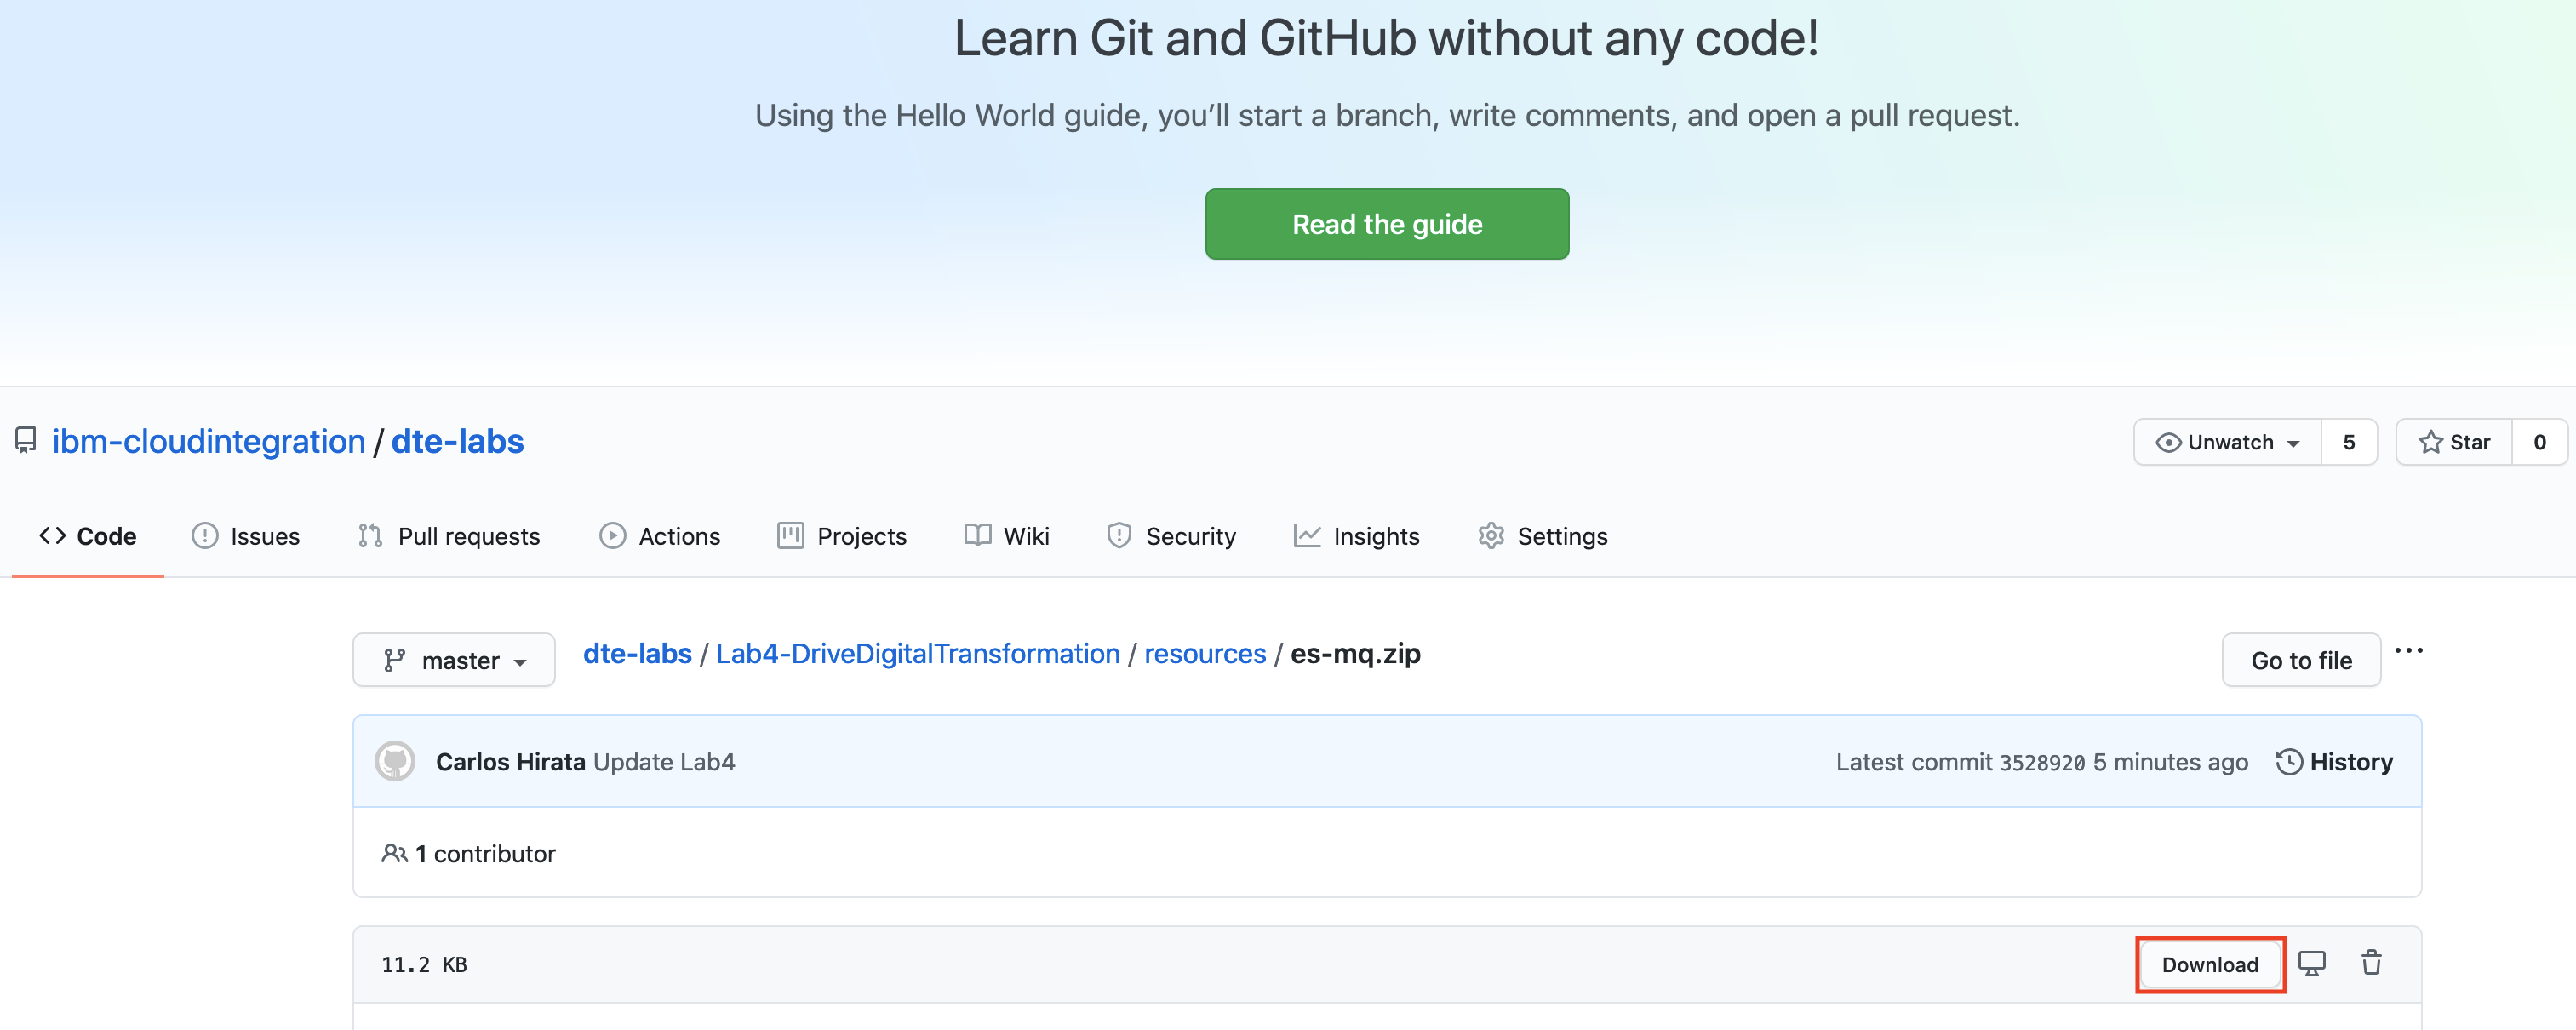 Learn Git and GitHub without any code!
Using the Hello World guide, you’ll start a branch, write comments, and open a pull request.
Read the guide
ibm-cloudintegration / dte-labs
Unwatch 5 Star 0
Code Issues Pull requests Actions Projects Wiki Security Insights Settings
master dte-labs / Lab4-DriveDigitalTransformation / resources / es-mq.zip Go to file ...
Carlos Hirata Update Lab4 Latest commit 3528920 5 minutes ago History
1 contributor
11.2 KB Download